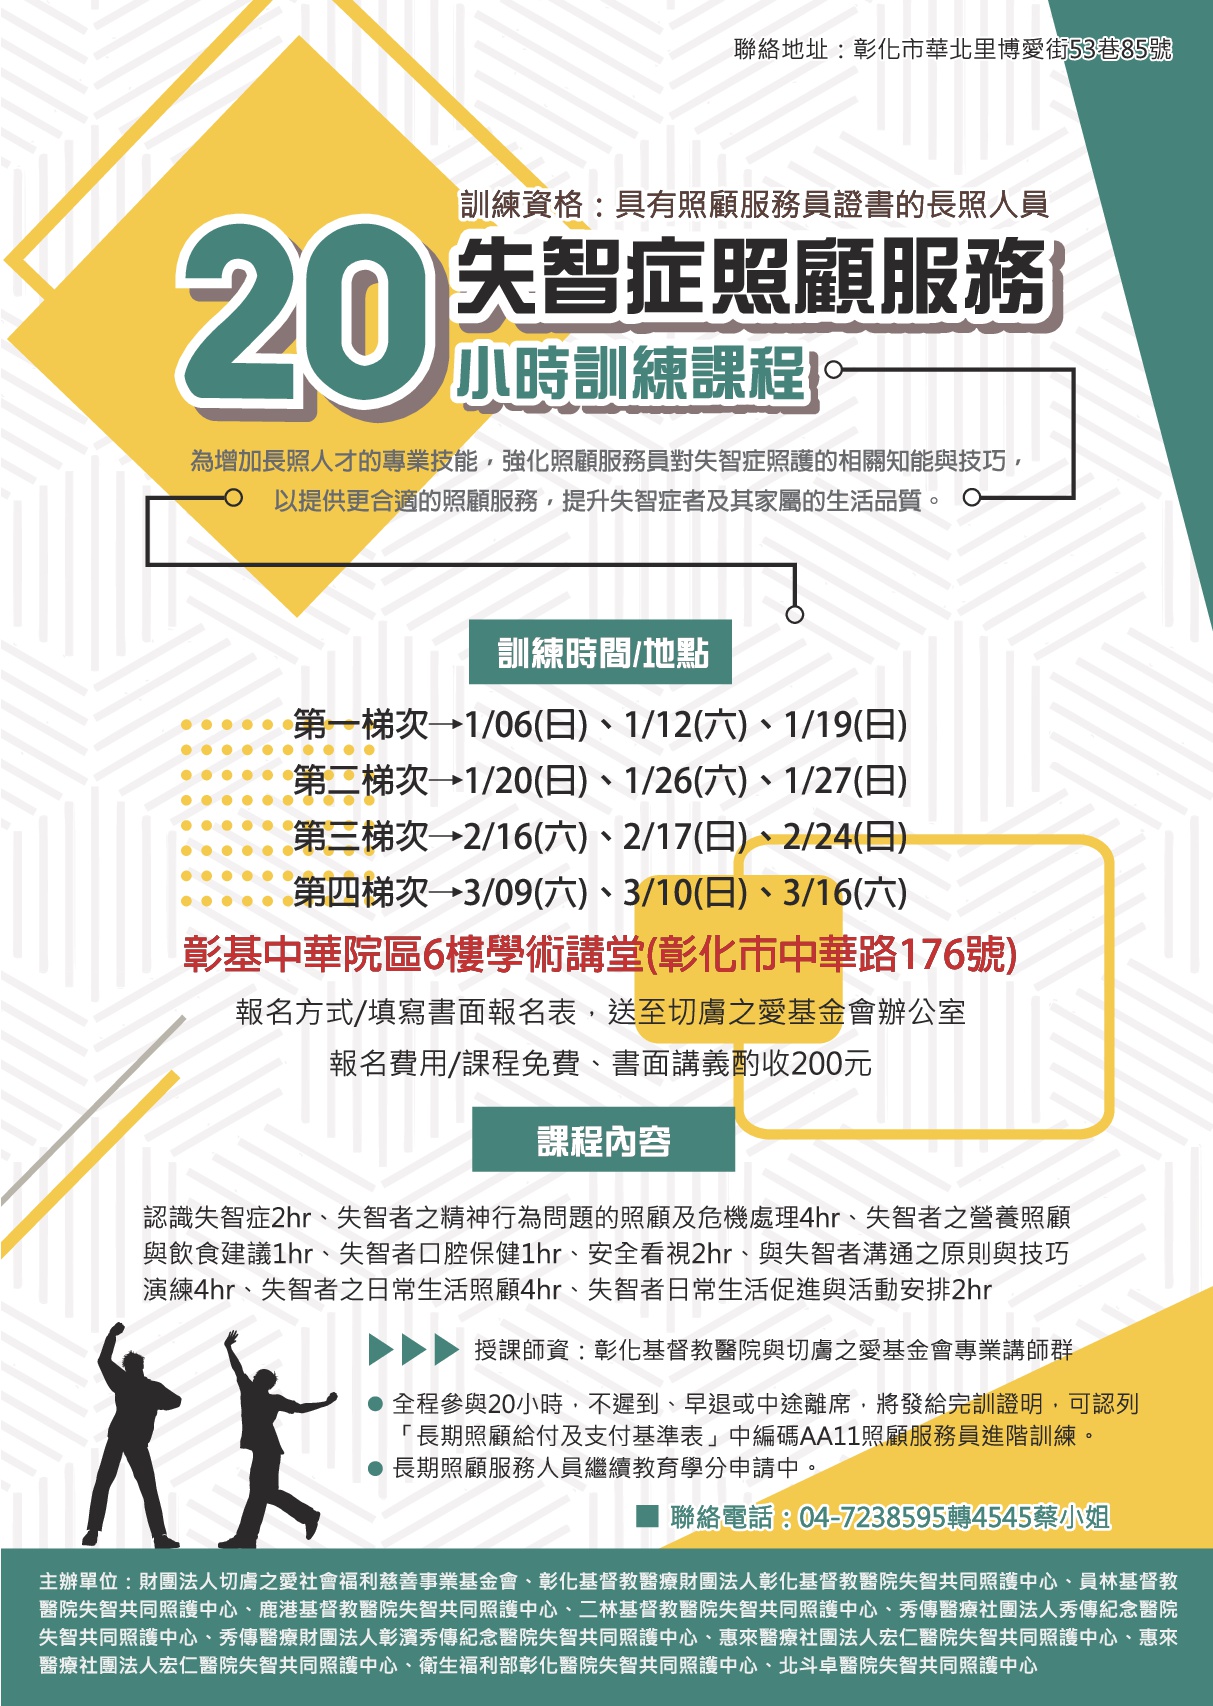 聯絡地址：彰化市華北里博愛街53巷85號
訓練資格：具有照顧服務員證書的長照人員
20
失智症照顧服務
小時訓練課程
為增加長照人才的專業技能，強化照顧服務員對失智症照護的相關知能與技巧，
以提供更合適的照顧服務，提升失智症者及其家屬的生活品質。
訓練時間/地點
第一梯次→1/06(日)、1/12(六)、1/19(日)
第二梯次→1/20(日)、1/26(六)、1/27(日)
第三梯次→2/16(六)、2/17(日)、2/24(日)
第四梯次→3/09(六)、3/10(日)、3/16(六)
彰基中華院區6樓學術講堂(彰化市中華路176號)
報名方式/填寫書面報名表，送至切膚之愛基金會辦公室
報名費用/課程免費、書面講義酌收200元
課程內容
認識失智症2hr、失智者之精神行為問題的照顧及危機處理4hr、失智者之營養照顧
與飲食建議1hr、失智者口腔保健1hr、安全看視2hr、與失智者溝通之原則與技巧
演練4hr、失智者之日常生活照顧4hr、失智者日常生活促進與活動安排2hr
授課師資：彰化基督教醫院與切膚之愛基金會專業講師群
● 全程參與20小時，不遲到、早退或中途離席，將發給完訓證明，可認列
「長期照顧給付及支付基準表」中編碼AA11照顧服務員進階訓練。
● 長期照顧服務人員繼續教育學分申請中。
■ 聯絡電話：04-7238595轉4545蔡小姐
主辦單位：財團法人切膚之愛社會福利慈善事業基金會、彰化基督教醫療財團法人彰化基督教醫院失智共同照護中心、員林基督教
醫院失智共同照護中心、鹿港基督教醫院失智共同照護中心、二林基督教醫院失智共同照護中心、秀傳醫療社團法人秀傳紀念醫院
失智共同照護中心、秀傳醫療財團法人彰濱秀傳紀念醫院失智共同照護中心、惠來醫療社團法人宏仁醫院失智共同照護中心、惠來
醫療社團法人宏仁醫院失智共同照護中心、衛生福利部彰化醫院失智共同照護中心、北斗卓醫院失智共同照護中心